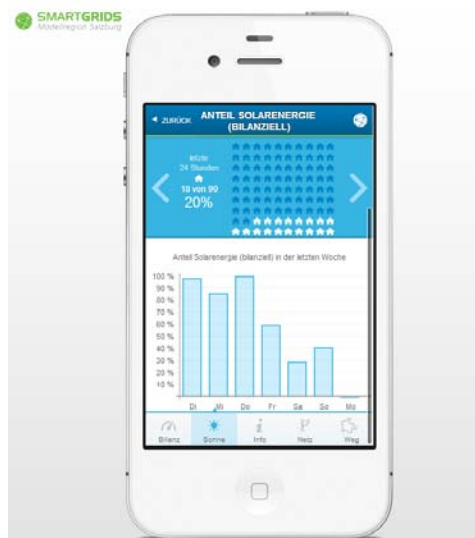 SMARTGRIDS
Modellregion Salzburg
ZURÜCK
ANTEIL SOLARENERGIE
(BILANZIELL)
letzte
24 Stunden
18 von 99
20%
Anteil Solarenergie (bilanziell) in der letzten Woche
100 %
90 %
80 %
70 %
60 %
50 %
40 %
30 %
20 %
10 %
Di Mi Do Fr Sa So Mo
Bilanz Sonne Info Netz Weg